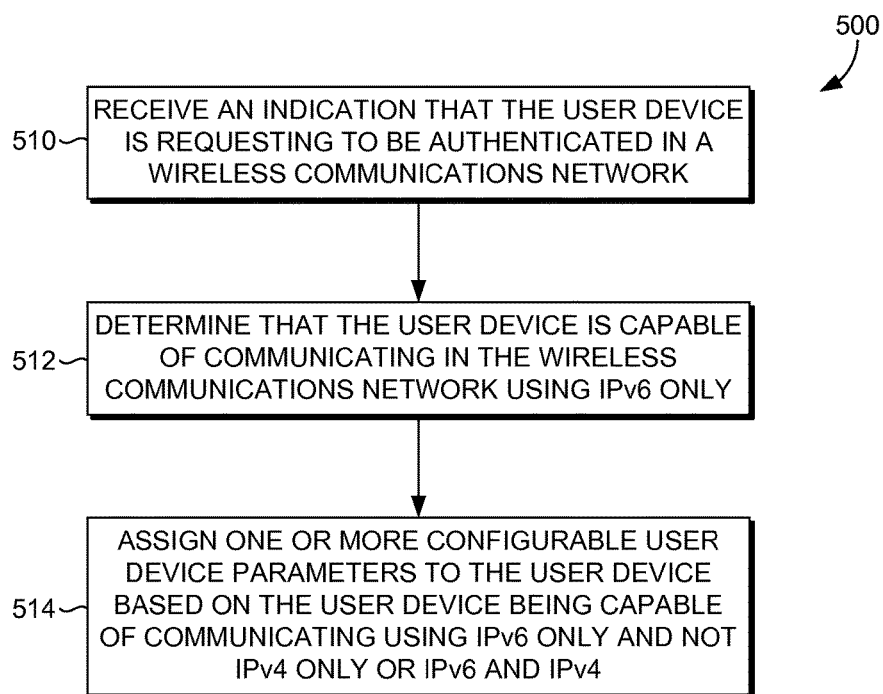 500
RECEIVE AN INDICATION THAT THE USER DEVICE
IS REQUESTING TO BE AUTHENTICATED IN A
WIRELESS COMMUNICATIONS NETWORK
510
DETERMINE THAT THE USER DEVICE IS CAPABLE
OF COMMUNICATING IN THE WIRELESS
COMMUNICATIONS NETWORK USING IPv6 ONLY
512
ASSIGN ONE OR MORE CONFIGURABLE USER
DEVICE PARAMETERS TO THE USER DEVICE
BASED ON THE USER DEVICE BEING CAPABLE
OF COMMUNICATING USING IPv6 ONLY AND NOT
IPv4 ONLY OR IPv6 AND IPv4
514